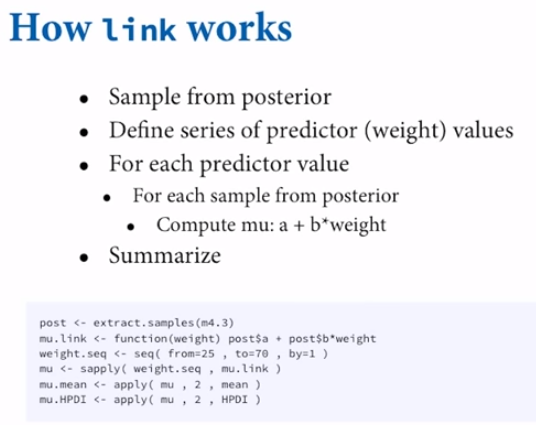 How link works
• Sample from posterior
• Define series of predictor (weight) values
• For each predictor value
• For each sample from posterior
• Compute mu: a + b*weight
• Summarize
post <- extract.samples(m4.3)
mu.link <- function(weight) post$a + post$b*weight
weight.seq <- seq( from=25 , to=70 , by=1 )
mu <- sapply( weight.seq , mu.link )
mu.mean <- apply( mu , 2 , mean )
mu.HPDI <- apply( mu , 2 , HPDI )